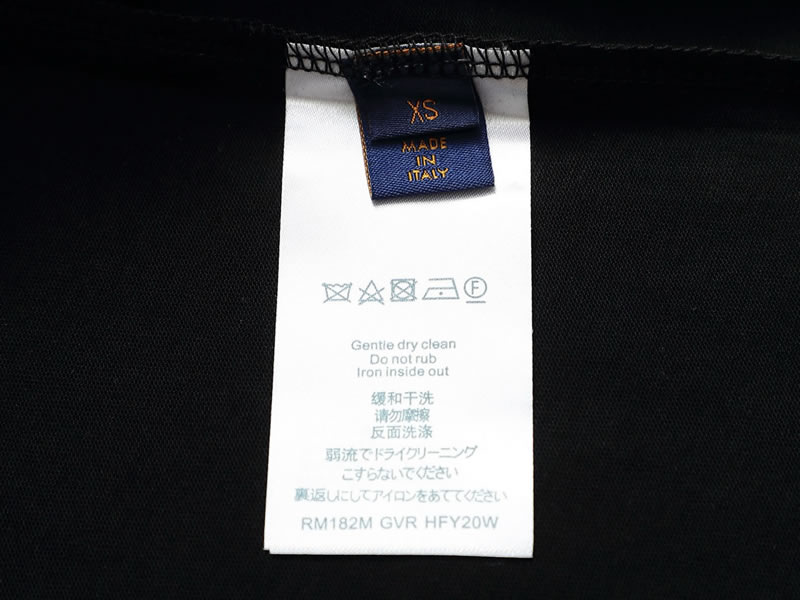 XS
MADE
IN
ITALY
F
Gentle dry clean
Do not rub
Iron inside out
缓和干洗
请勿摩擦
反面洗涤
弱流でドライクリーニング
こすらないでください
裏返しにしてアイロンをあててください
RM182M GVR HFY20W